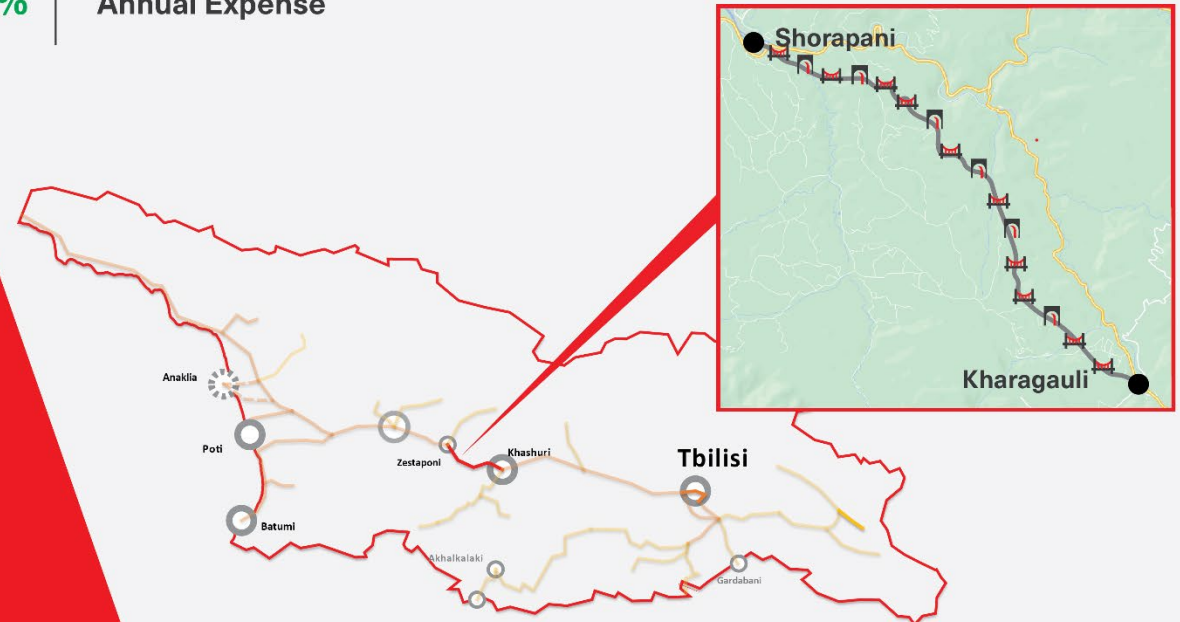 %
Annual Expense
Shorapani
Kharagauli
Anaklia
Poti
Batumi
Zestaponi
Khashuri
Tbilisi
Akhalkalaki
Gardabani